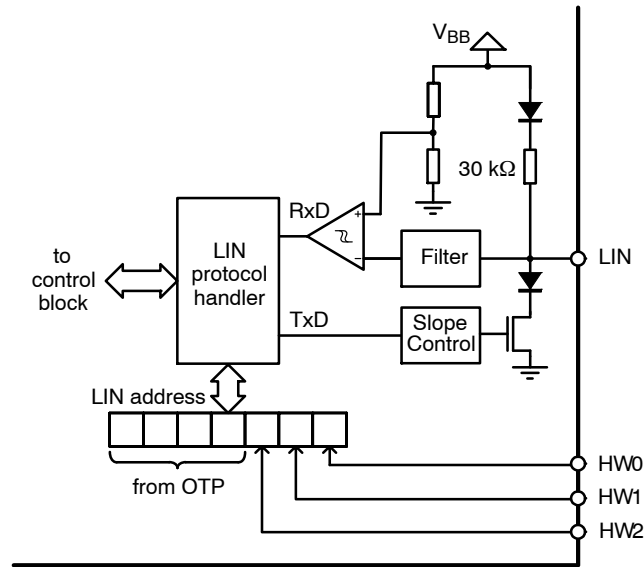 VBB
30 kΩ
RxD
+
−
LIN
protocol
handler
to
control
block
Filter
LIN
TxD
Slope
Control
LIN address
from OTP
HW0
HW1
HW2